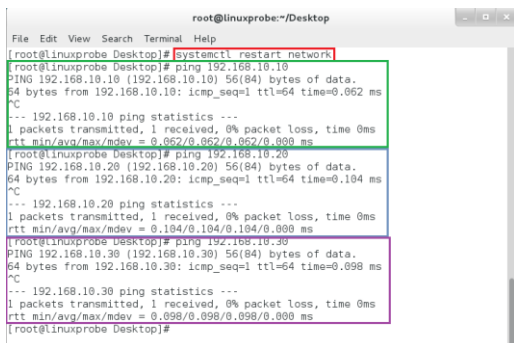 root@linuxprobe:~/Desktop
File Edit View Search Terminal Help
[root@linuxprobe Desktop]# systemctl restart network
[root@linuxprobe Desktop]# ping 192.168.10.10
PING 192.168.10.10 (192.168.10.10) 56(84) bytes of data.
64 bytes from 192.168.10.10: icmp_seq=1 ttl=64 time=0.062 ms
^C
--- 192.168.10.10 ping statistics ---
1 packets transmitted, 1 received, 0% packet loss, time 0ms
rtt min/avg/max/mdev = 0.062/0.062/0.062/0.000 ms
[root@linuxprobe Desktop]# ping 192.168.10.20
PING 192.168.10.20 (192.168.10.20) 56(84) bytes of data.
64 bytes from 192.168.10.20: icmp_seq=1 ttl=64 time=0.104 ms
^C
--- 192.168.10.20 ping statistics ---
1 packets transmitted, 1 received, 0% packet loss, time 0ms
rtt min/avg/max/mdev = 0.104/0.104/0.104/0.000 ms
[root@linuxprobe Desktop]# ping 192.168.10.30
PING 192.168.10.30 (192.168.10.30) 56(84) bytes of data.
64 bytes from 192.168.10.30: icmp_seq=1 ttl=64 time=0.098 ms
^C
--- 192.168.10.30 ping statistics ---
1 packets transmitted, 1 received, 0% packet loss, time 0ms
rtt min/avg/max/mdev = 0.098/0.098/0.098/0.000 ms
[root@linuxprobe Desktop]#